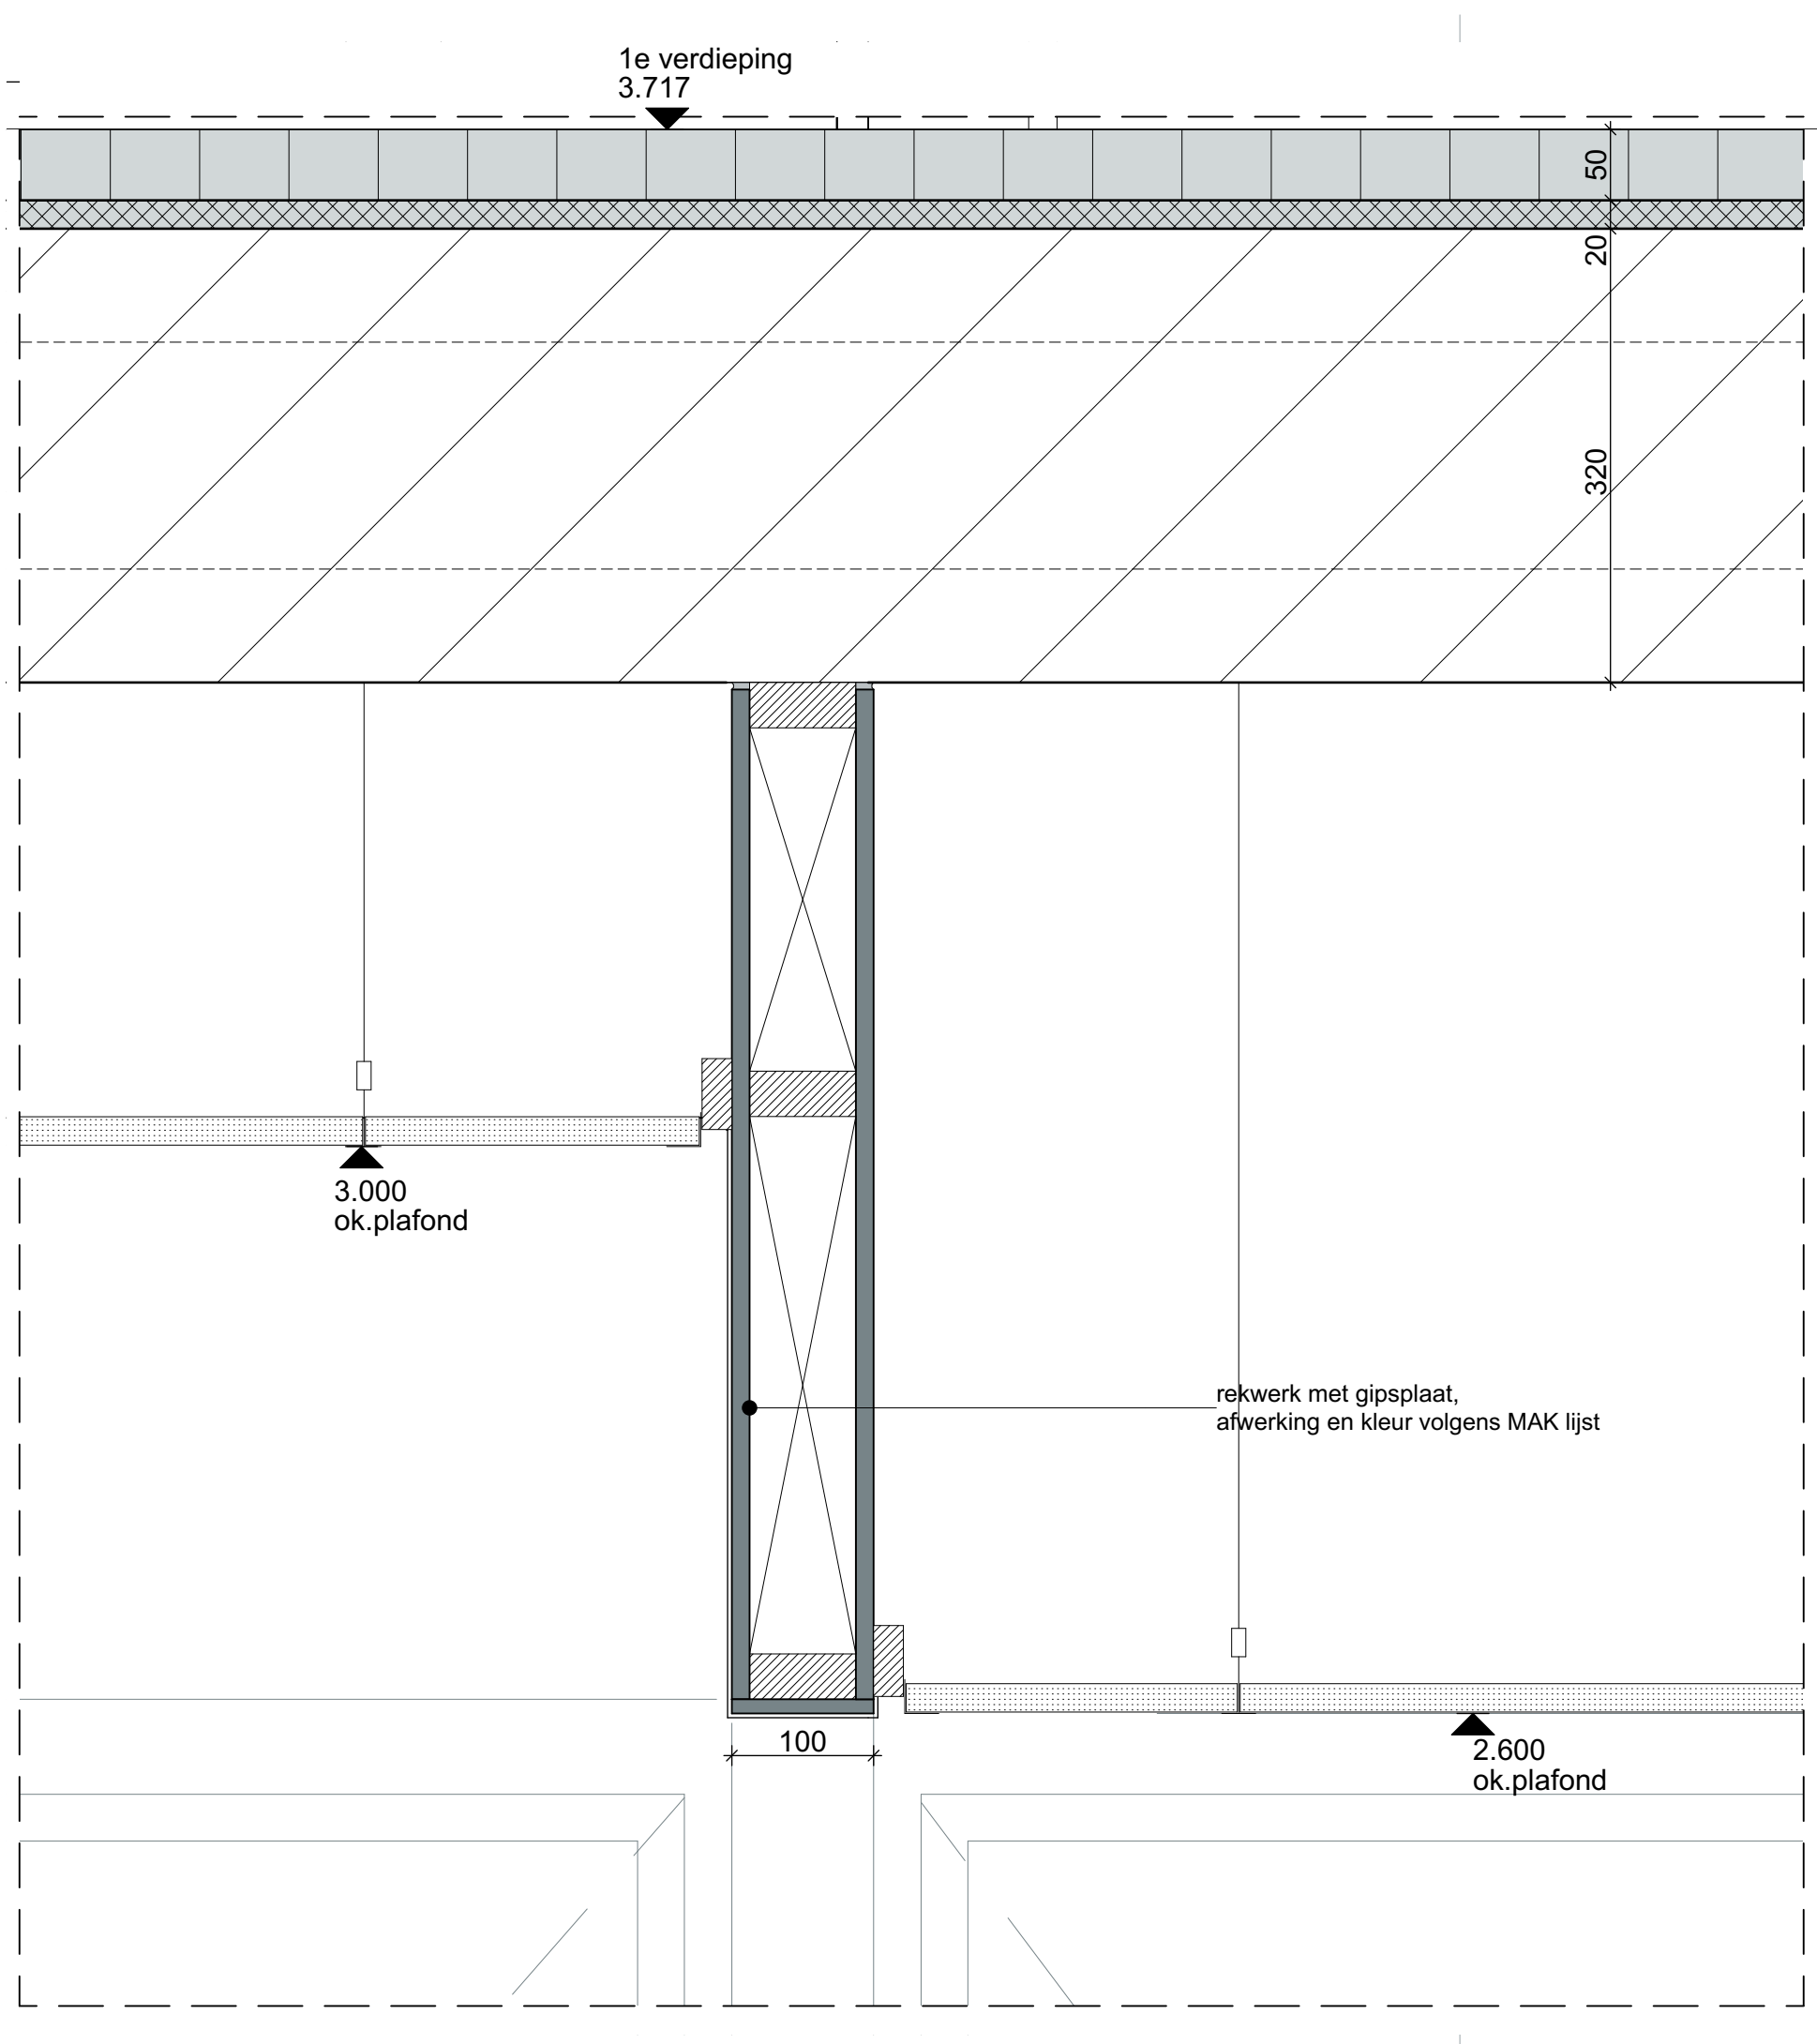 1e verdieping
3.717
50
20
320
3.000
ok.plafond
rekwerk met gipsplaat,
afwerking en kleur volgens MAK lijst
100
2.600
ok.plafond